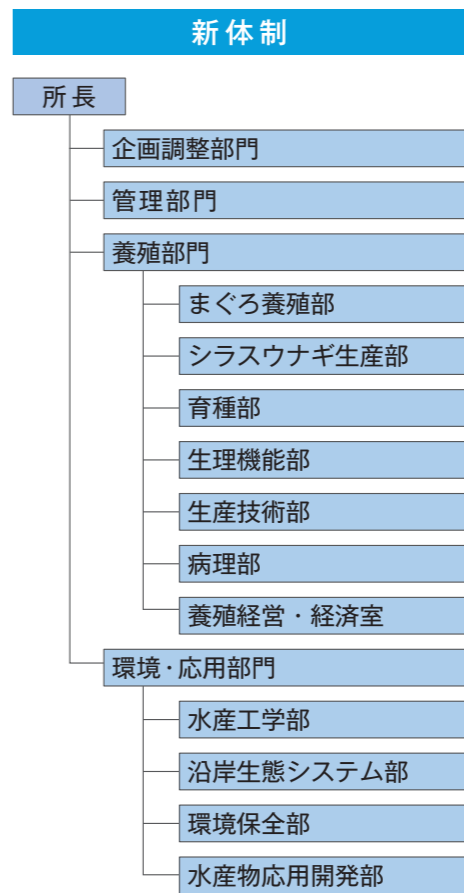 新体制
所長
企画調整部門
管理部門
養殖部門
まぐろ養殖部
シラスウナギ生産部
育種部
生理機能部
生産技術部
病理部
養殖経営・経済室
環境・応用部門
水産工学部
沿岸生態システム部
環境保全部
水産物応用開発部